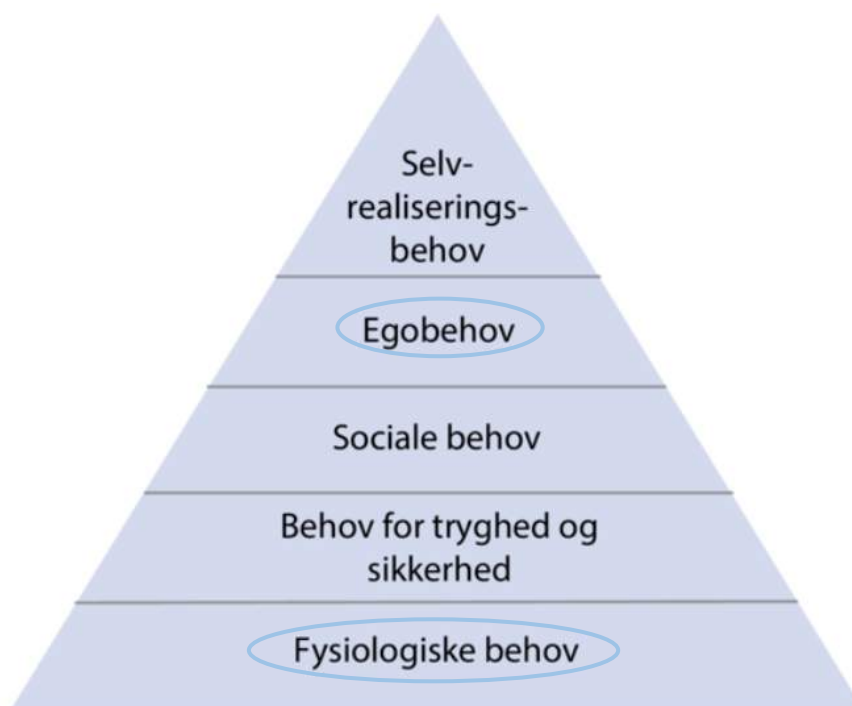 Selv-
realiserings-
behov
Egobehov
Sociale behov
Behov for tryghed og
sikkerhed
Fysiologiske behov